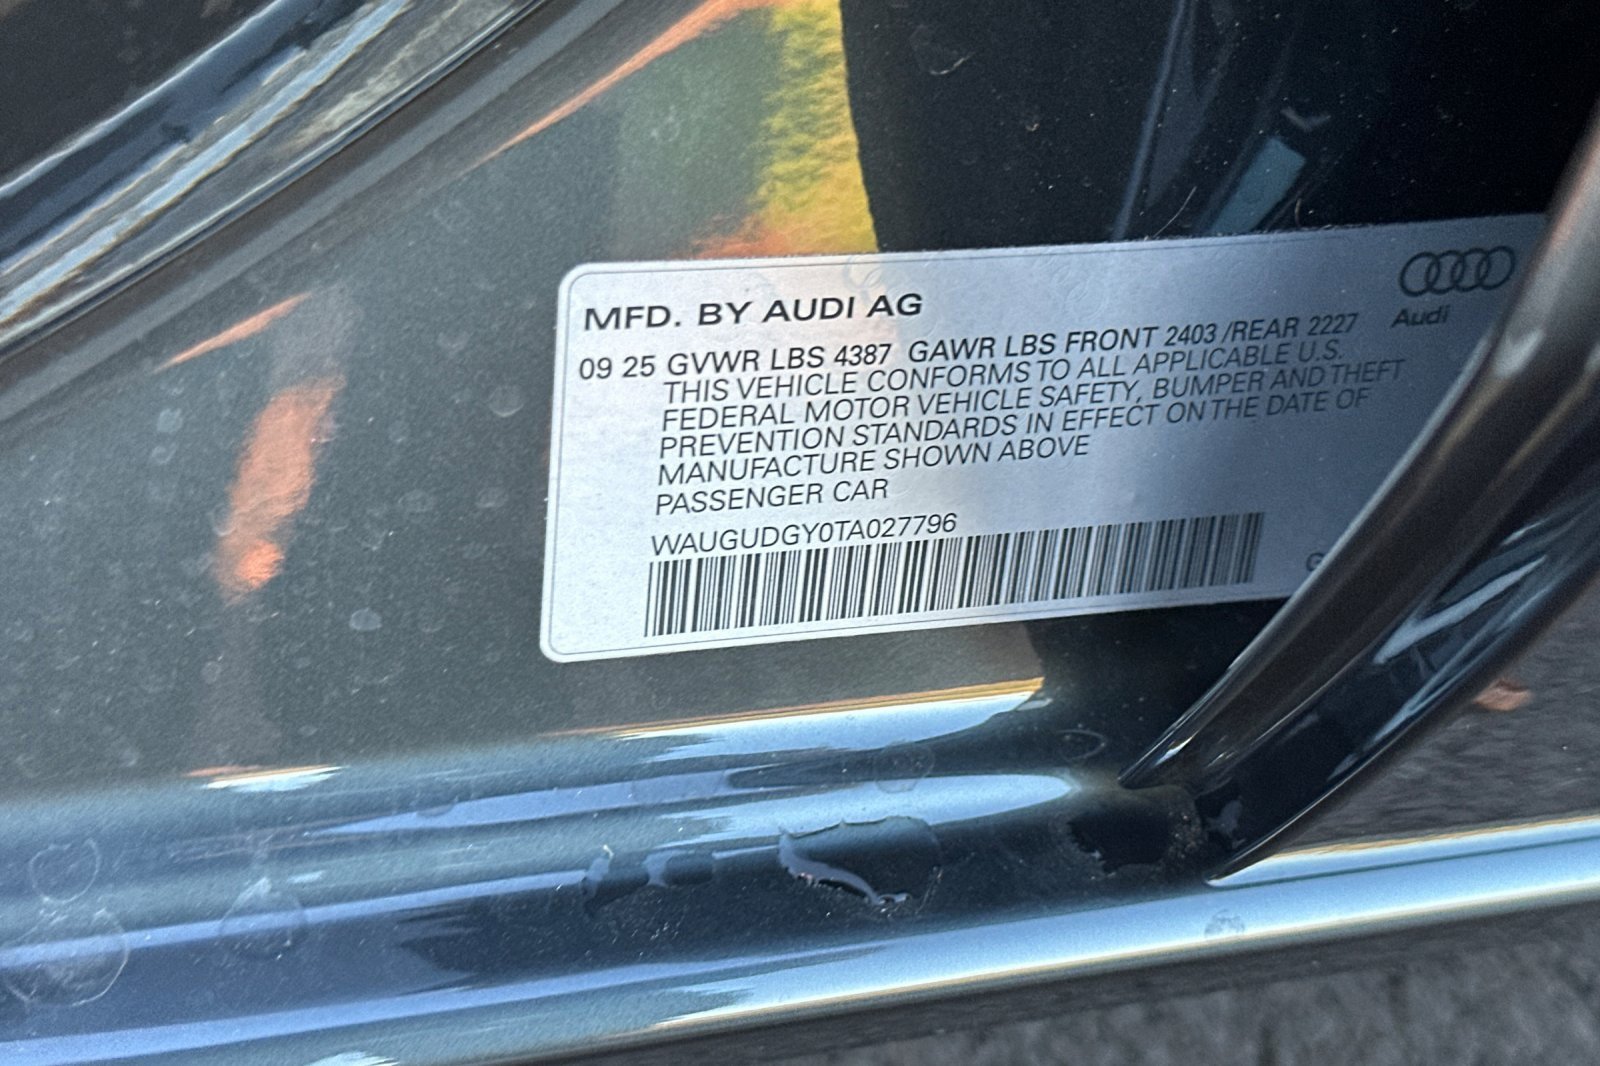 MFD. BY AUDI AG
Audi
09 25 GVWR LBS 4387 GAWR LBS FRONT 2403 /REAR 2227
THIS VEHICLE CONFORMS TO ALL APPLICABLE U.S.
FEDERAL MOTOR VEHICLE SAFETY, BUMPER AND THEFT
PREVENTION STANDARDS IN EFFECT ON THE DATE OF
MANUFACTURE SHOWN ABOVE
PASSENGER CAR
WAUGUDGY0TA027796